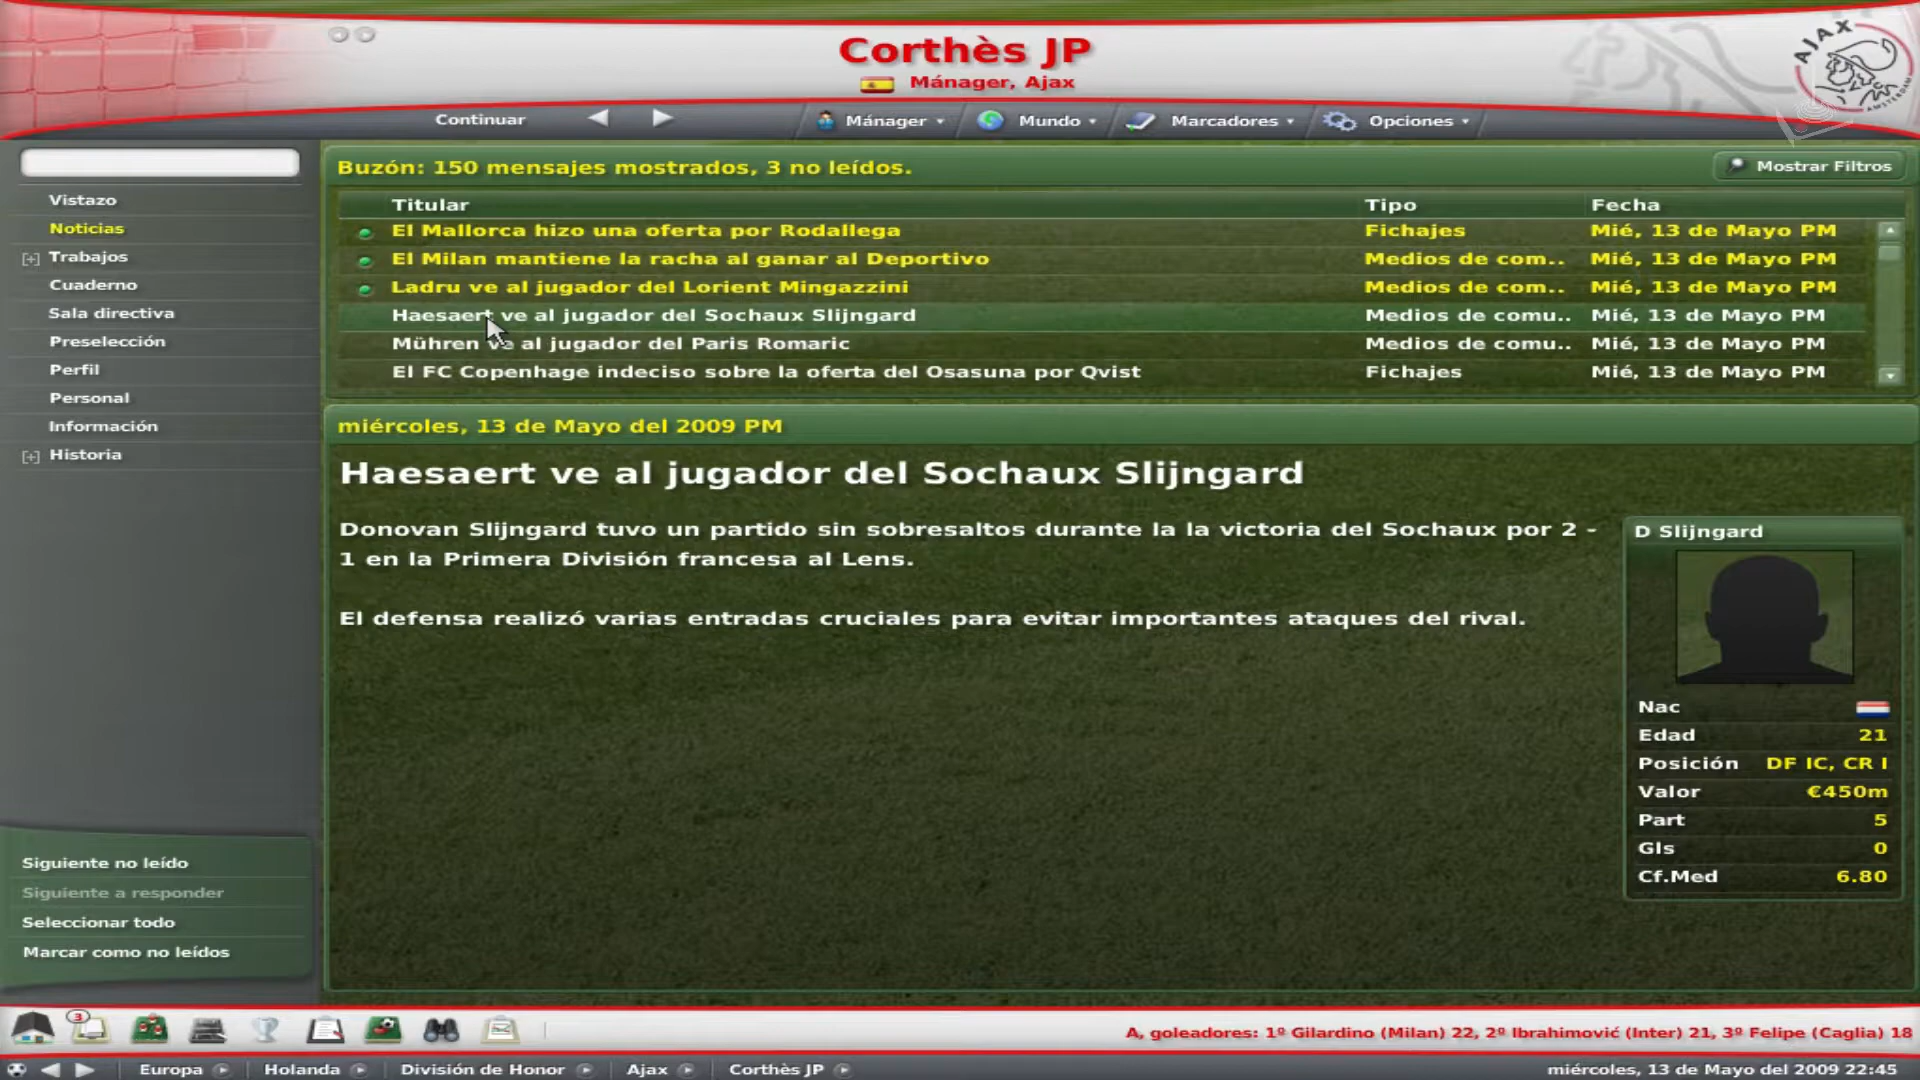 Corthès JP
Mánager, Ajax
AJAX
AMSTERDAM
Continuar
Mánager
Mundo
Marcadores
Opciones
Vistazo
Noticias
[+] Trabajos
Cuaderno
Sala directiva
Preselección
Perfil
Personal
Información
[+] Historia
Buzón: 150 mensajes mostrados, 3 no leídos.
Mostrar Filtros
Titular Tipo Fecha
El Mallorca hizo una oferta por Rodallega Fichajes Mié, 13 de Mayo PM
El Milan mantiene la racha al ganar al Deportivo Medios de com.. Mié, 13 de Mayo PM
Ladru ve al jugador del Lorient Mingazzini Medios de com.. Mié, 13 de Mayo PM
Haesaert ve al jugador del Sochaux Slijngard Medios de comu.. Mié, 13 de Mayo PM
Mühren ve al jugador del Paris Romaric Medios de comu.. Mié, 13 de Mayo PM
El FC Copenhage indeciso sobre la oferta del Osasuna por Qvist Fichajes Mié, 13 de Mayo PM
miércoles, 13 de Mayo del 2009 PM
Haesaert ve al jugador del Sochaux Slijngard
Donovan Slijngard tuvo un partido sin sobresaltos durante la la victoria del Sochaux por 2 -
1 en la Primera División francesa al Lens.
El defensa realizó varias entradas cruciales para evitar importantes ataques del rival.
D Slijngard
Nac
Edad 21
Posición DF IC, CR I
Valor €450m
Part 5
Gls 0
Cf.Med 6.80
Siguiente no leído
Siguiente a responder
Seleccionar todo
Marcar como no leídos
3
A, goleadores: 1º Gilardino (Milan) 22, 2º Ibrahimović (Inter) 21, 3º Felipe (Caglia) 18
Europa
Holanda
División de Honor
Ajax
Corthès JP
miércoles, 13 de Mayo del 2009 22:45